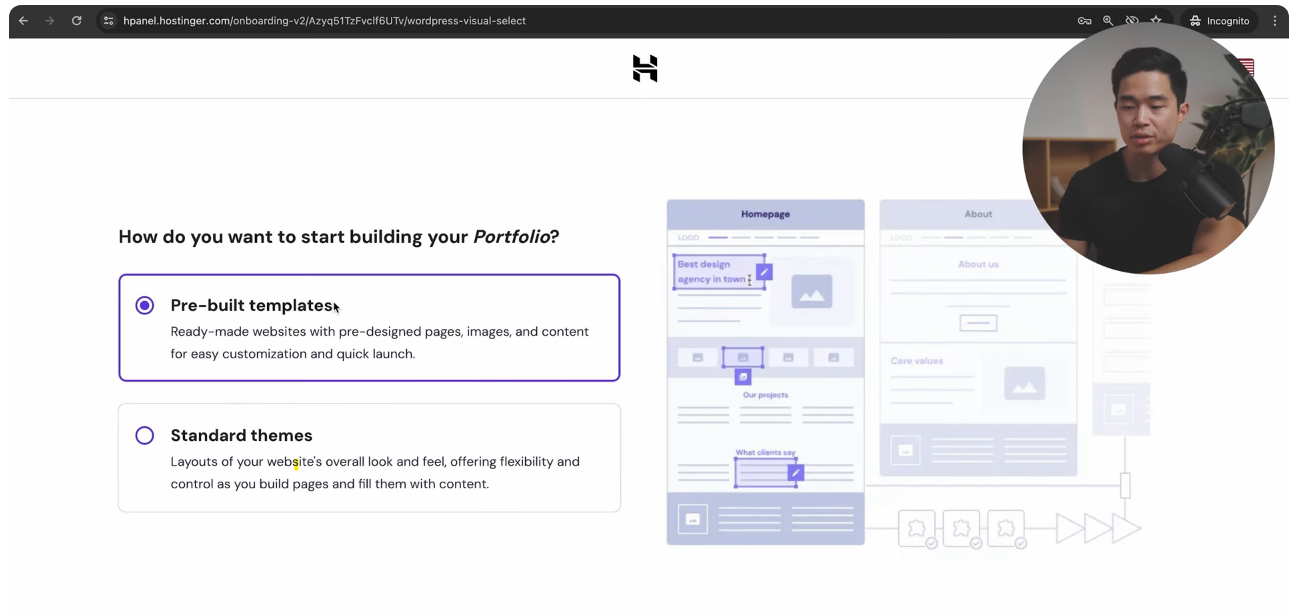 hpanel.hostinger.com/onboarding-v2/Azyq51TzFvclf6UTv/wordpress-visual-select
Incognito
How do you want to start building your Portfolio?
Pre-built templates
Ready-made websites with pre-designed pages, images, and content
for easy customization and quick launch.
Standard themes
Layouts of your website's overall look and feel, offering flexibility and
control as you build pages and fill them with content.
Homepage
LOGO
Best design
agency in town
Our projects
What clients say
About
LOGO
About us
Core values